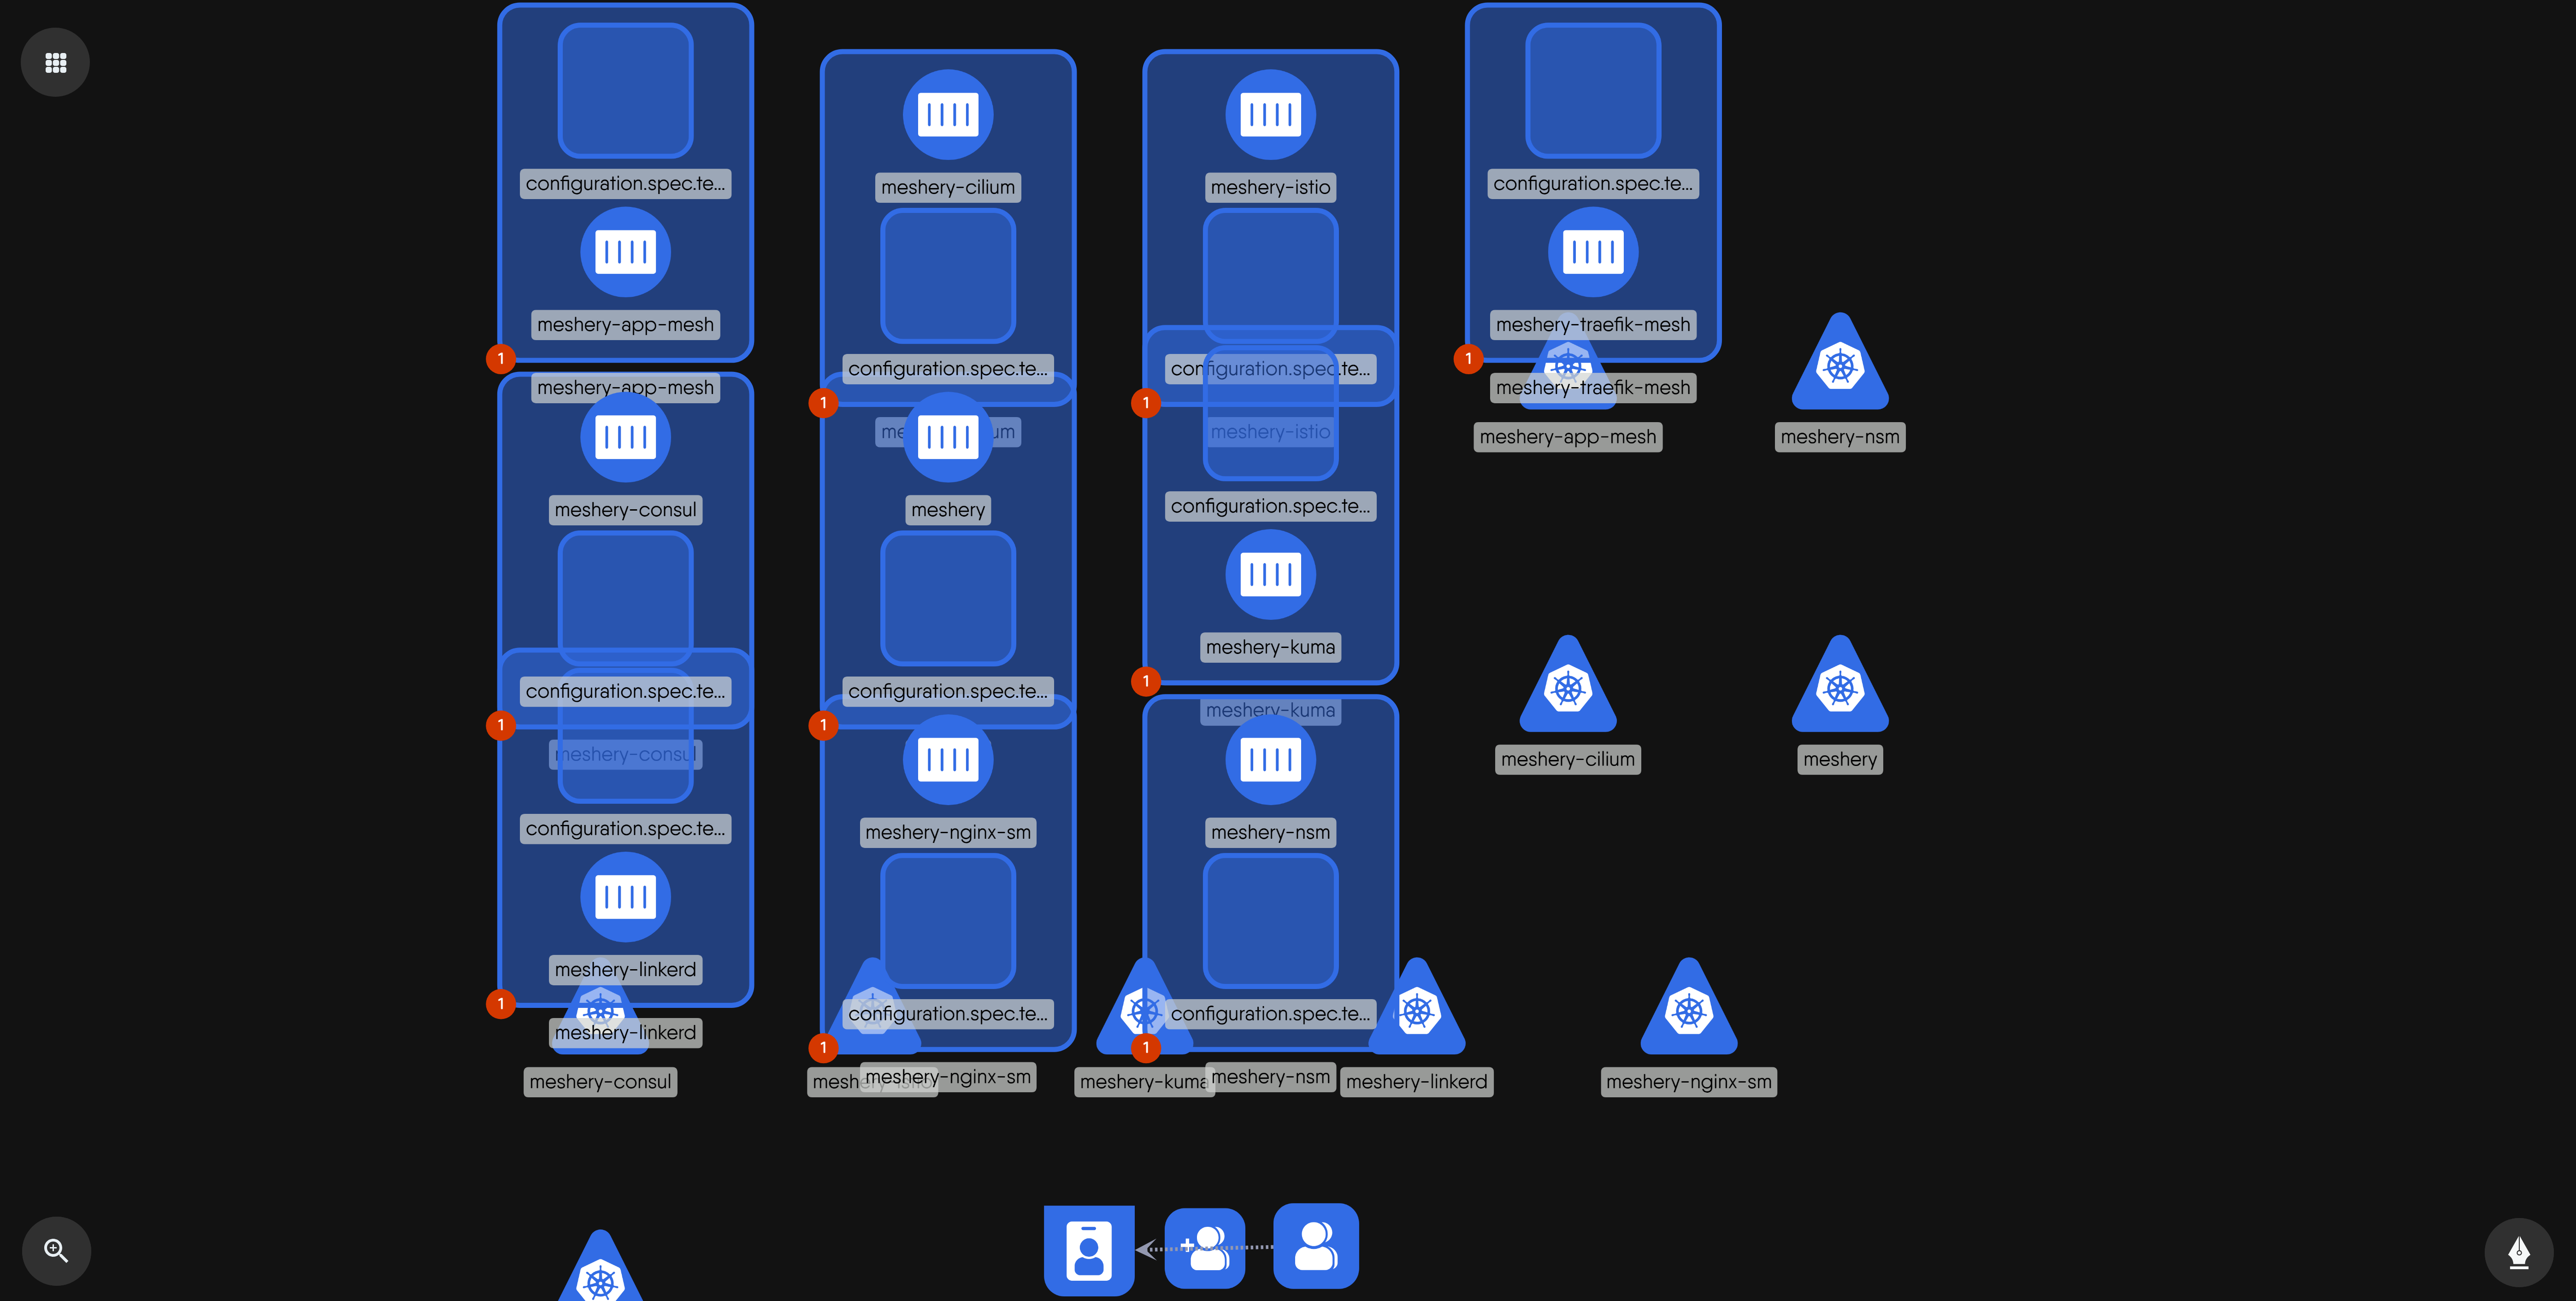 configuration.spec.te...
meshery-app-mesh
1
meshery-app-mesh
meshery-consul
configuration.spec.te...
1
meshery-consul
configuration.spec.te...
meshery-linkerd
1
meshery-linkerd
meshery-consul
meshery-cilium
configuration.spec.te...
1
meshery
configuration.spec.te...
1
meshery-nginx-sm
configuration.spec.te...
1
meshery-nginx-sm
meshery-istio
configuration.spec.te...
1
meshery-istio
configuration.spec.te...
meshery-kuma
1
meshery-kuma
meshery-nsm
configuration.spec.te...
1
meshery-kuma
meshery-nsm
meshery-linkerd
configuration.spec.te...
meshery-traefik-mesh
1
meshery-traefik-mesh
meshery-app-mesh
meshery-nsm
meshery-cilium
meshery
meshery-nginx-sm